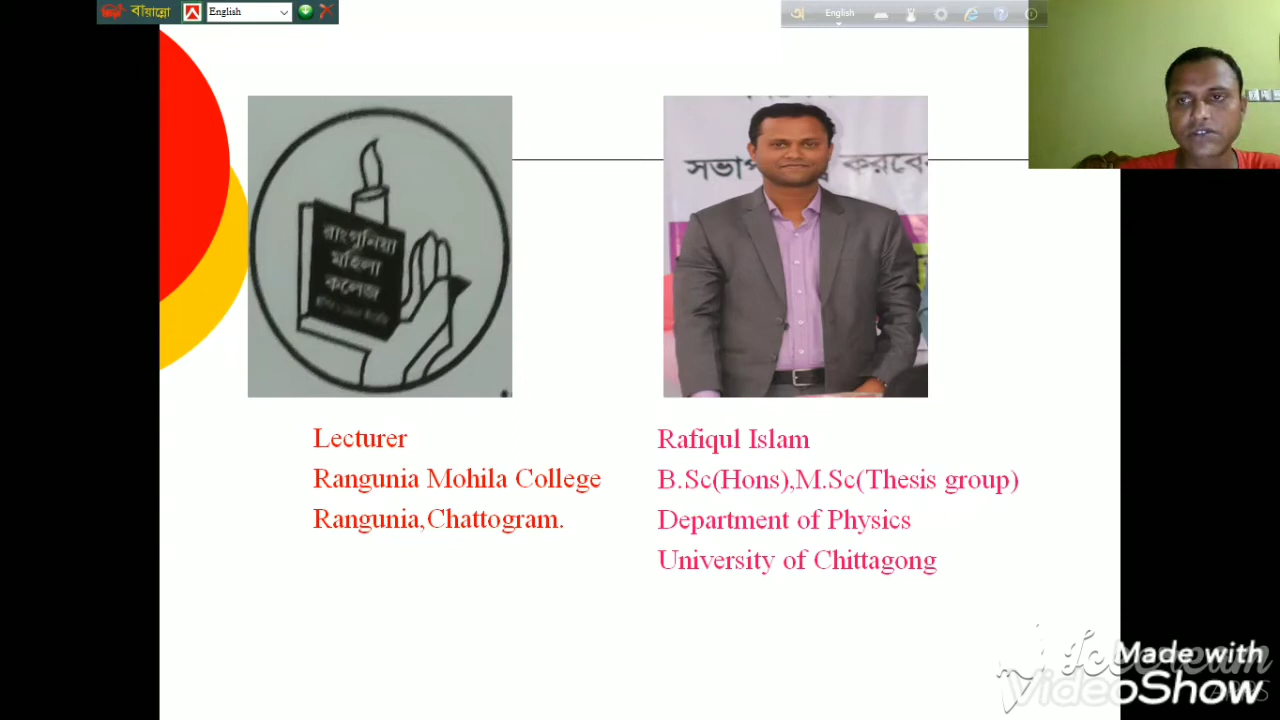 বায়ান্নো
English
অ
English
সভাপ
করবে
রাংগুনিয়া
মহিলা
কলেজ
Lecturer
Rangunia Mohila College
Rangunia,Chattogram.
Rafiqul Islam
B.Sc(Hons),M.Sc(Thesis group)
Department of Physics
University of Chittagong
Made with
VideoShow